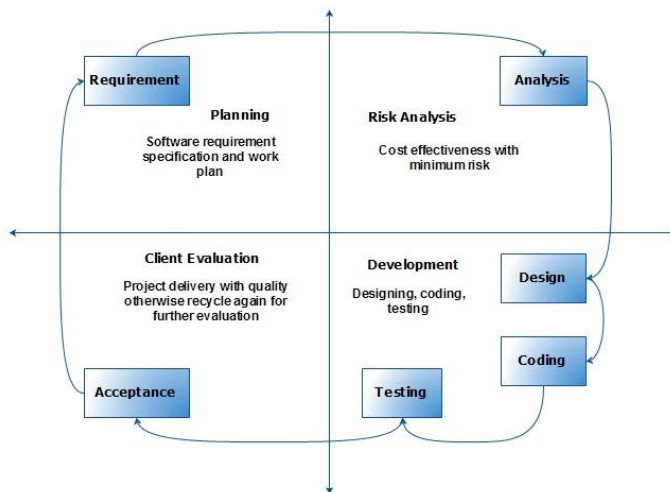 Requirement
Analysis
Planning
Software requirement
specification and work
plan
Risk Analysis
Cost effectiveness with
minimum risk
Client Evaluation
Project delivery with quality
otherwise recycle again for
further evaluation
Development
Designing, coding,
testing
Design
Coding
Acceptance
Testing